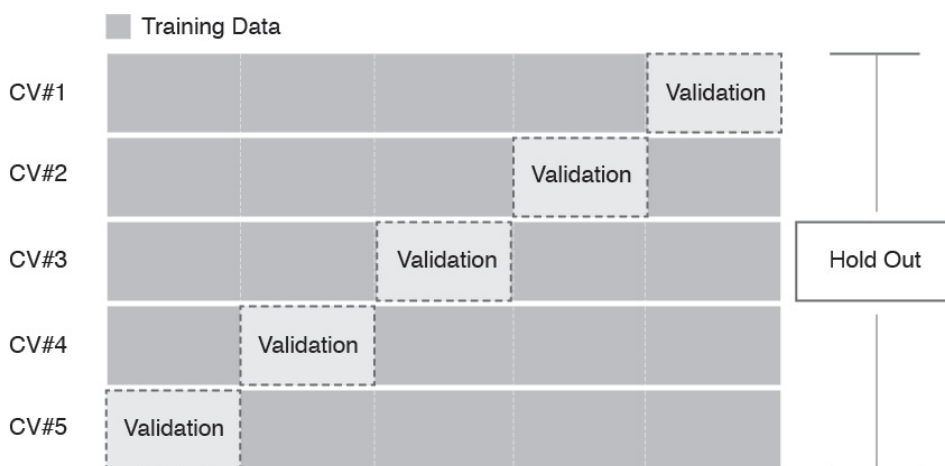 Training Data
CV#1
Validation
CV#2
Validation
CV#3
Validation
Hold Out
CV#4
Validation
CV#5
Validation